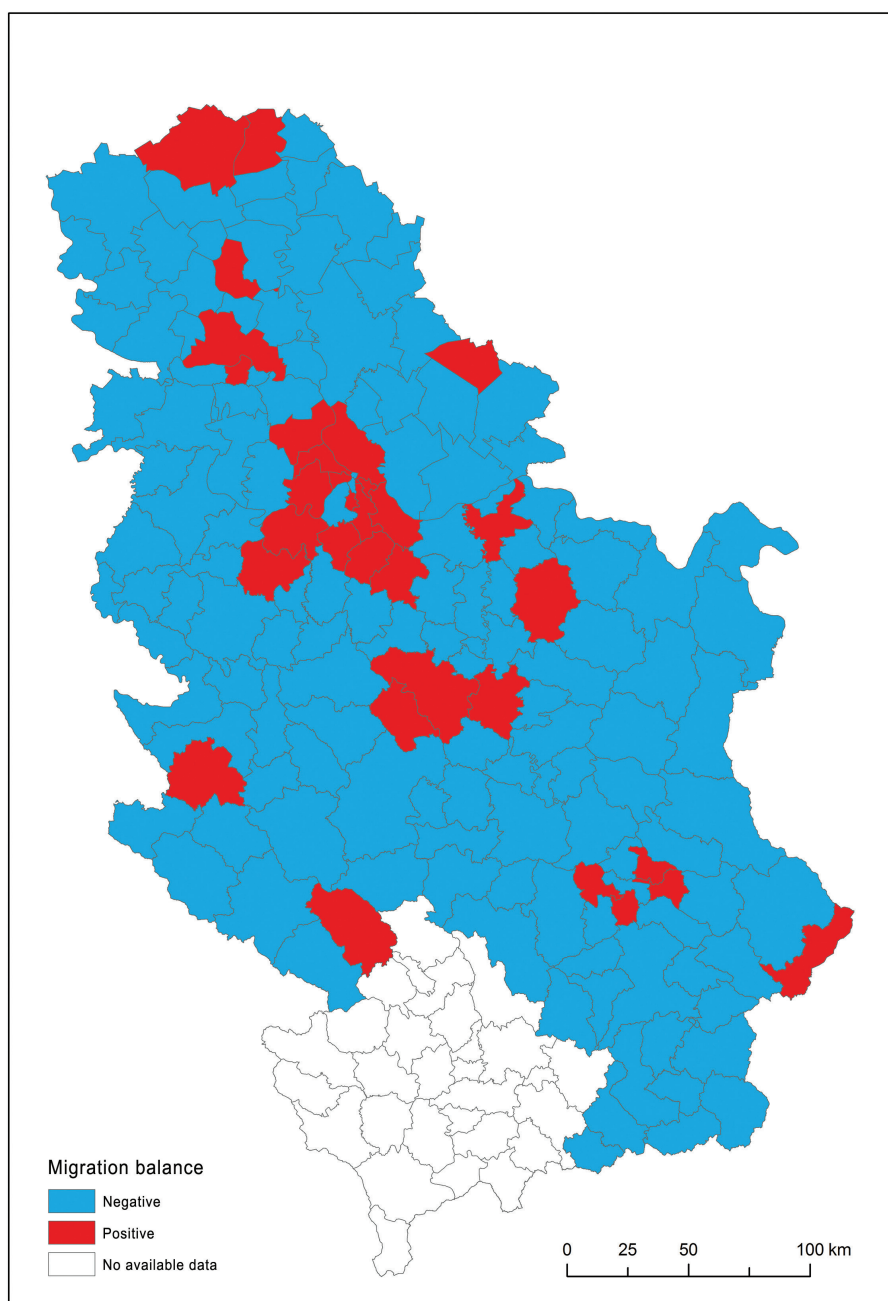 Migration balance
Negative
Positive
No available data
0 25 50 100 km